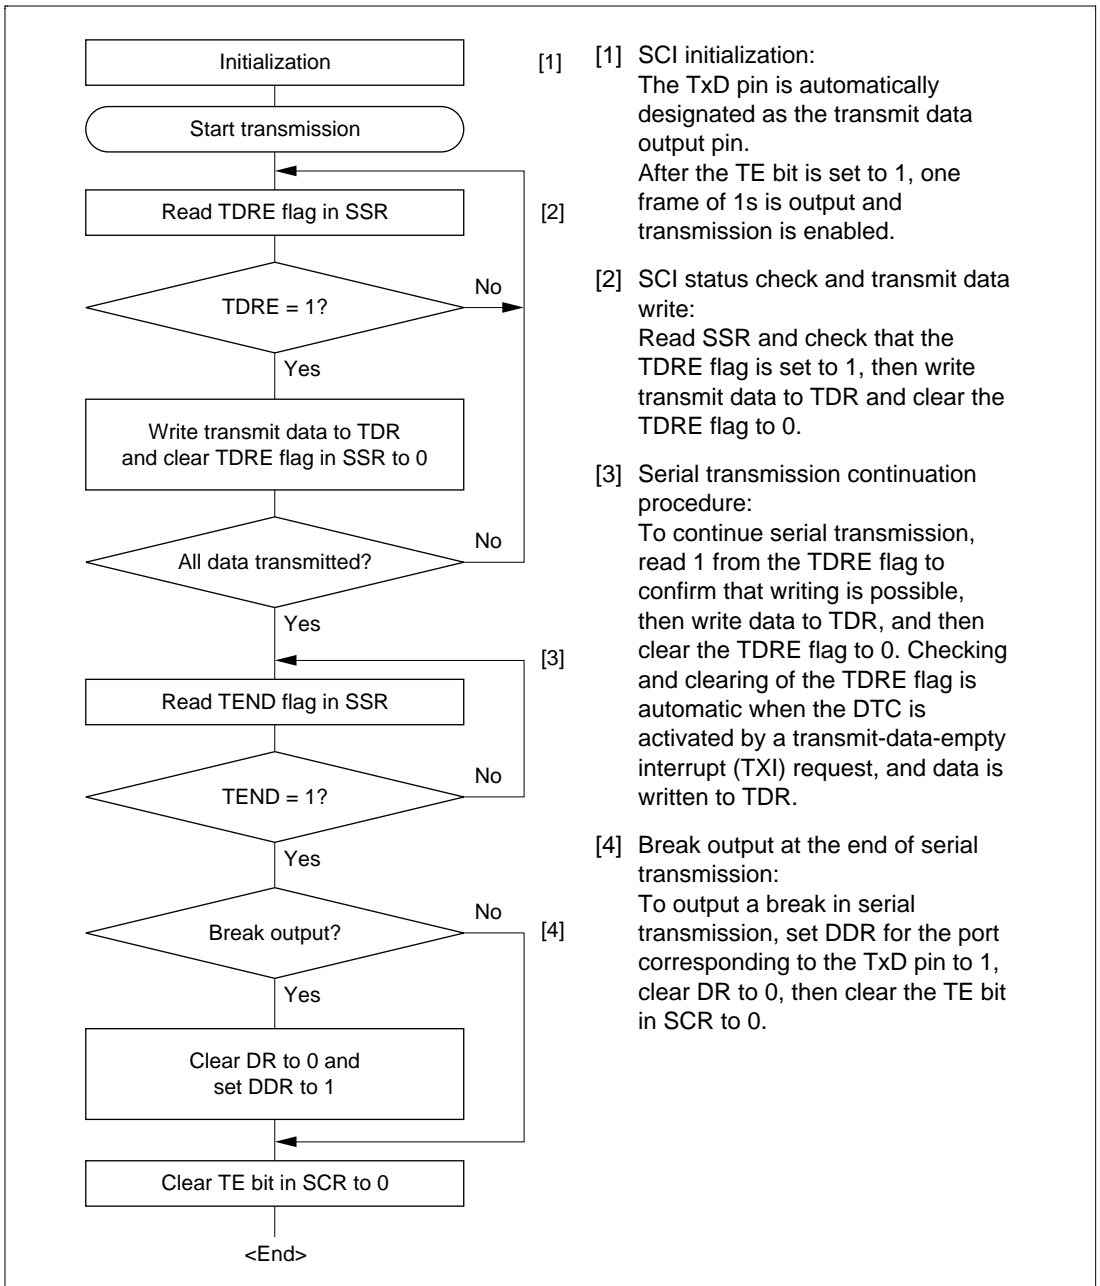 Initialization
[1]
Start transmission
Read TDRE flag in SSR
[2]
TDRE = 1?
No
Yes
Write transmit data to TDR
and clear TDRE flag in SSR to 0
All data transmitted?
No
Yes
[3]
Read TEND flag in SSR
TEND = 1?
No
Yes
Break output?
No
[4]
Yes
Clear DR to 0 and
set DDR to 1
Clear TE bit in SCR to 0
<End>
[1] SCI initialization:
The TxD pin is automatically
designated as the transmit data
output pin.
After the TE bit is set to 1, one
frame of 1s is output and
transmission is enabled.
[2] SCI status check and transmit data
write:
Read SSR and check that the
TDRE flag is set to 1, then write
transmit data to TDR and clear the
TDRE flag to 0.
[3] Serial transmission continuation
procedure:
To continue serial transmission,
read 1 from the TDRE flag to
confirm that writing is possible,
then write data to TDR, and then
clear the TDRE flag to 0. Checking
and clearing of the TDRE flag is
automatic when the DTC is
activated by a transmit-data-empty
interrupt (TXI) request, and data is
written to TDR.
[4] Break output at the end of serial
transmission:
To output a break in serial
transmission, set DDR for the port
corresponding to the TxD pin to 1,
clear DR to 0, then clear the TE bit
in SCR to 0.